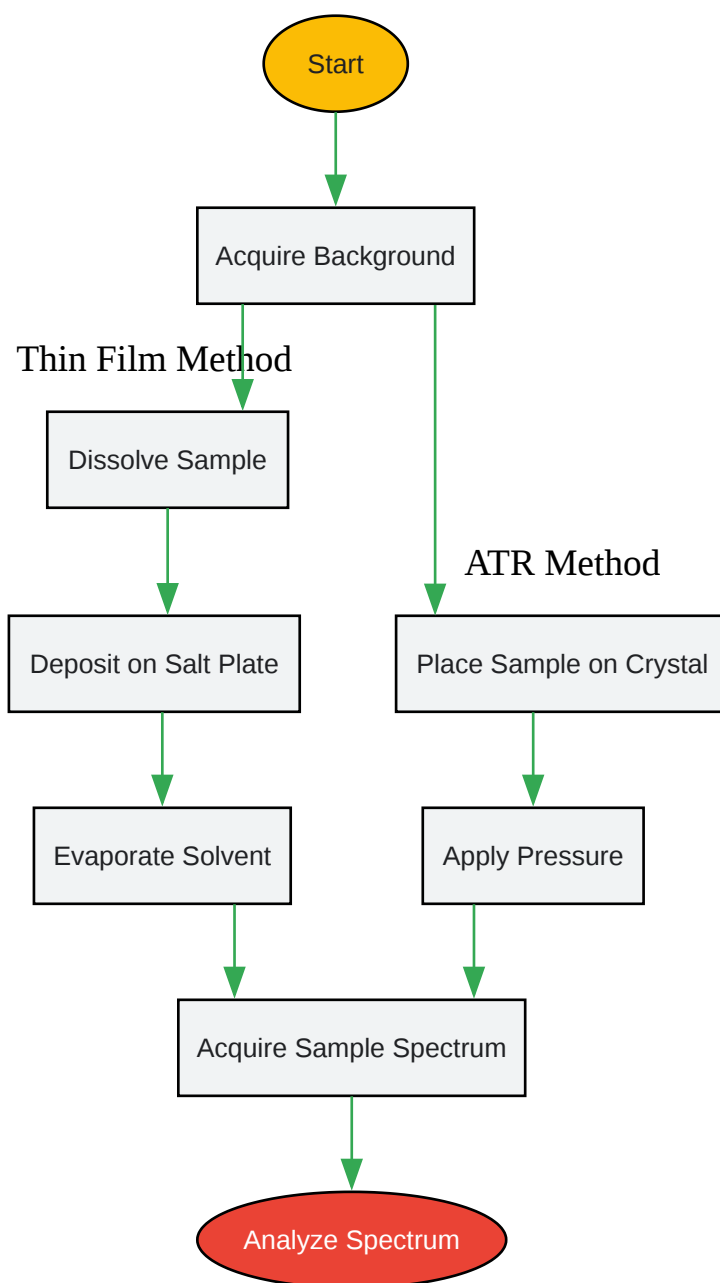 Start
Acquire Background
Thin Film Method
Dissolve Sample
ATR Method
Deposit on Salt Plate
Place Sample on Crystal
Evaporate Solvent
Apply Pressure
Acquire Sample Spectrum
Analyze Spectrum